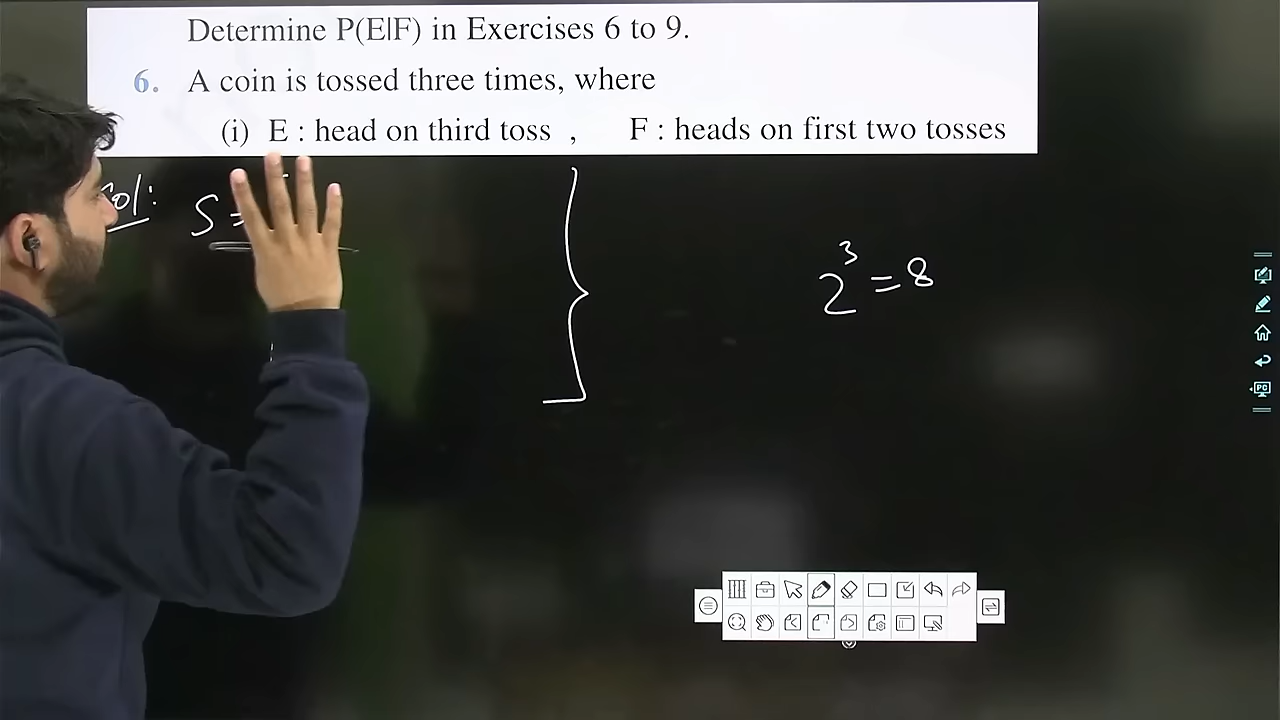 Determine P(E|F) in Exercises 6 to 9.
6. A coin is tossed three times, where
(i) E : head on third toss , F : heads on first two tosses
Sol:
S =
2³ = 8
PC